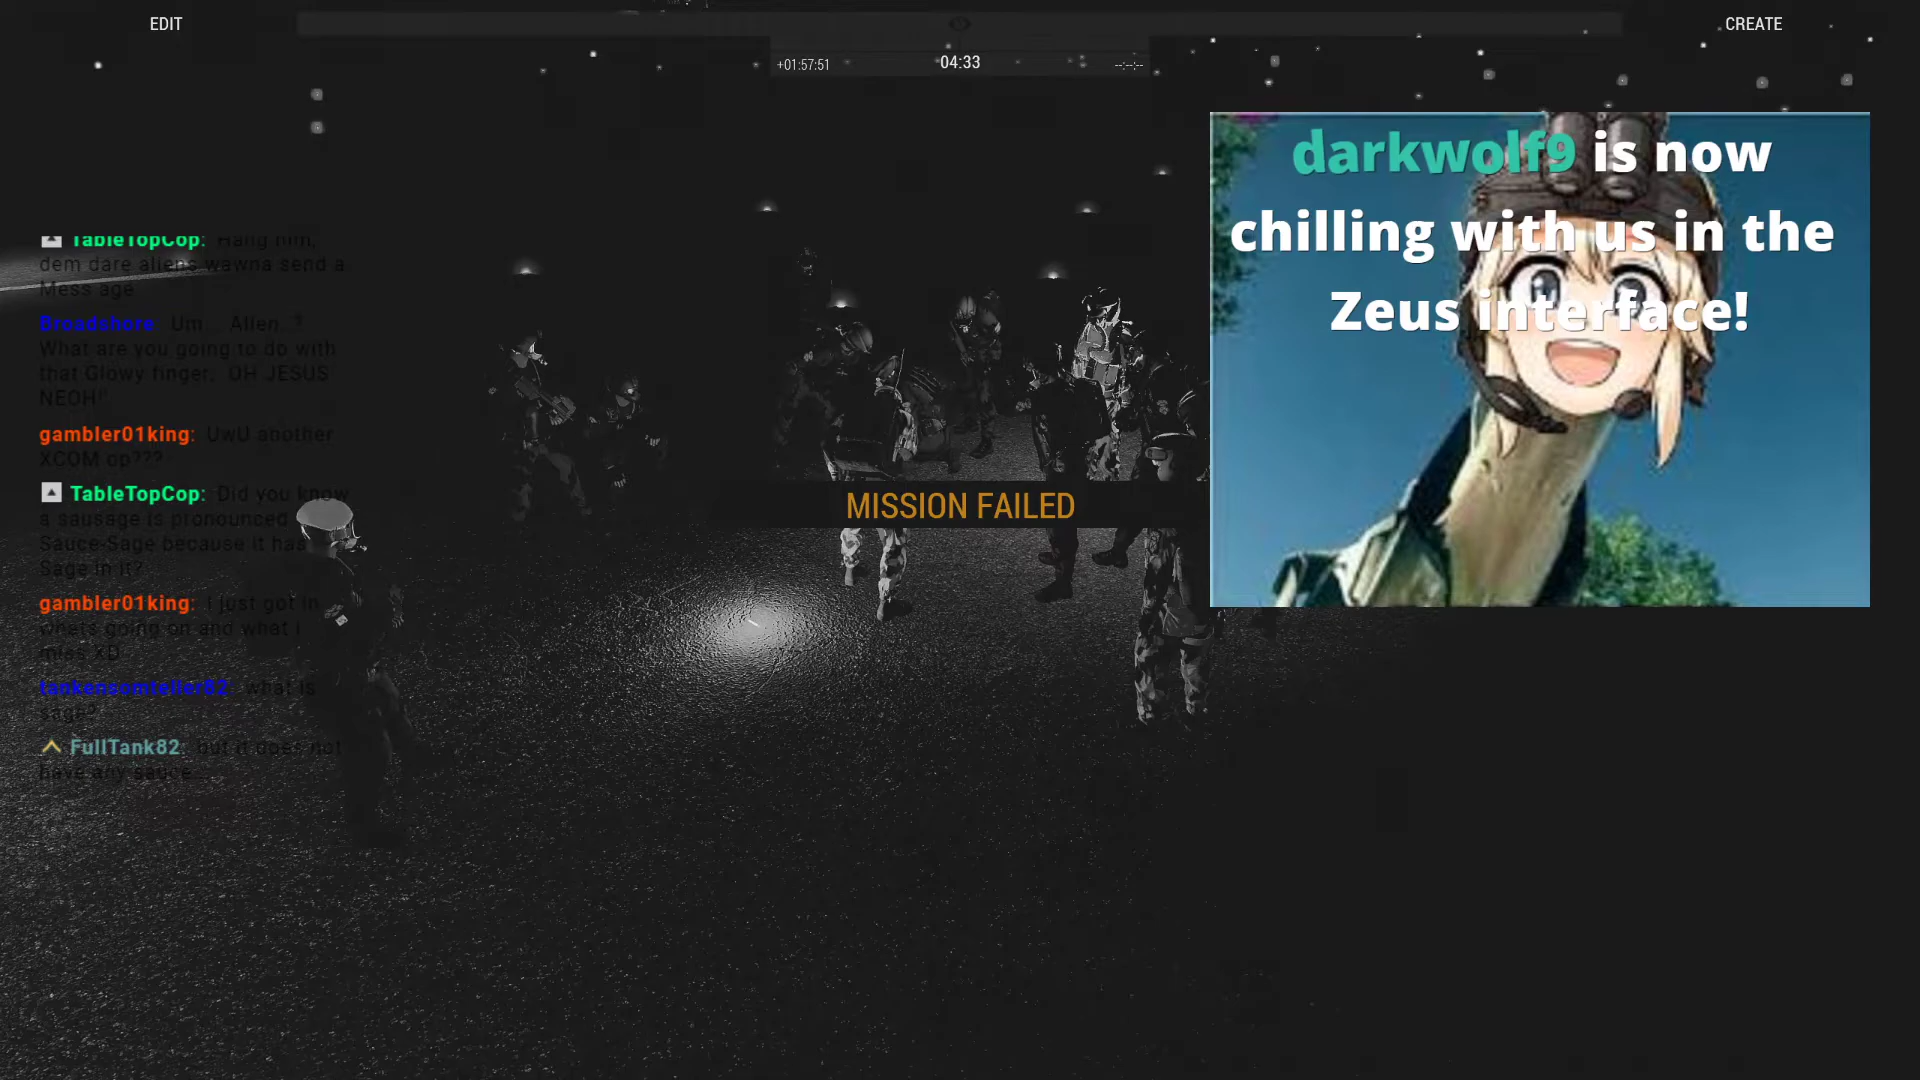 EDIT
CREATE
+01:57:51
04:33
--:--:--
darkwolf9 is now
chilling with us in the
Zeus interface!
TableTopCop: Hang him,
dem dare aliens wawna send a
Mess age
Broadshore: Um... Allen..?
What are you going to do with
that Glowy finger. "OH JESUS
NEOH!"
gambler01king: UwU another
XCOM op???
TableTopCop: Did you know
a sausage is pronounced
Sauce-Sage because it has
Sage in it?
gambler01king: I just got in
whats going on and what i
miss XD
tankensomteller82: what is
sage?
FullTank82: but it does not
have any sauce...
MISSION FAILED